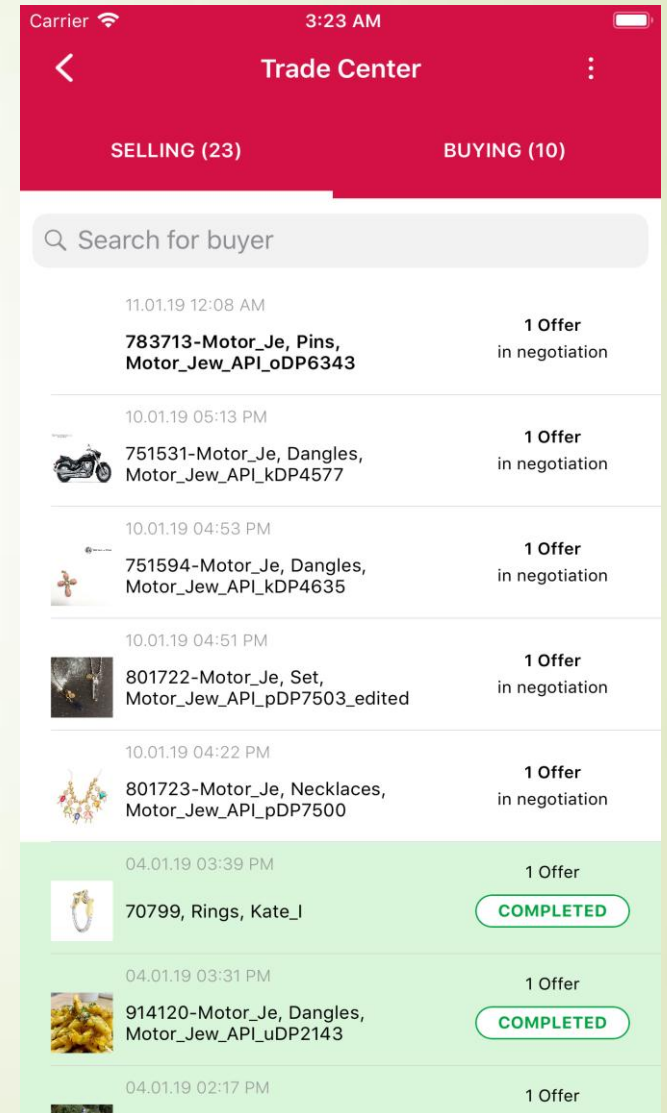 Carrier
3:23 AM
Trade Center
SELLING (23)
BUYING (10)
Search for buyer
11.01.19 12:08 AM
783713-Motor_Je, Pins,
Motor_Jew_API_oDP6343
1 Offer
in negotiation
10.01.19 05:13 PM
751531-Motor_Je, Dangles,
Motor_Jew_API_kDP4577
1 Offer
in negotiation
10.01.19 04:53 PM
751594-Motor_Je, Dangles,
Motor_Jew_API_kDP4635
1 Offer
in negotiation
10.01.19 04:51 PM
801722-Motor_Je, Set,
Motor_Jew_API_pDP7503_edited
1 Offer
in negotiation
10.01.19 04:22 PM
801723-Motor_Je, Necklaces,
Motor_Jew_API_pDP7500
1 Offer
in negotiation
04.01.19 03:39 PM
70799, Rings, Kate_I
1 Offer
COMPLETED
04.01.19 03:31 PM
914120-Motor_Je, Dangles,
Motor_Jew_API_uDP2143
1 Offer
COMPLETED
04.01.19 02:17 PM
1 Offer